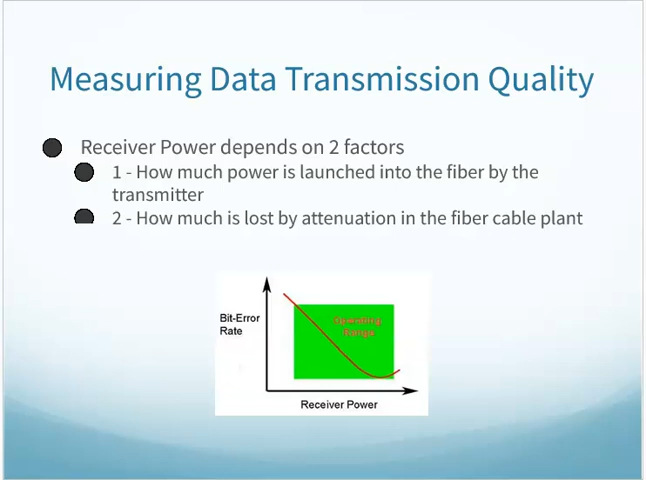 Measuring Data Transmission Quality
Receiver Power depends on 2 factors
1 - How much power is launched into the fiber by the
transmitter
2 - How much is lost by attenuation in the fiber cable plant
Operating
Range
Bit-Error
Rate
Receiver Power